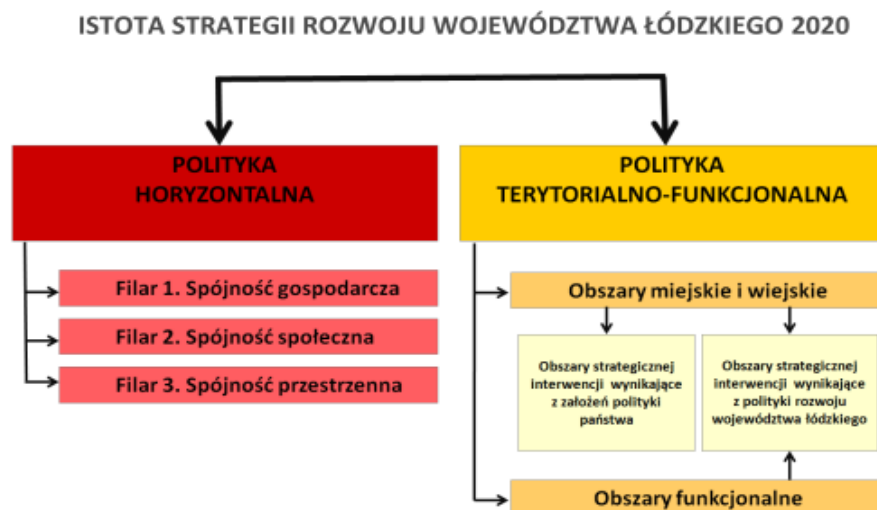 ISTOTA STRATEGII ROZWOJU WOJEWÓDZTWA ŁÓDZKIEGO 2020
POLITYKA
HORYZONTALNA
Filar 1. Spójność gospodarcza
Filar 2. Spójność społeczna
Filar 3. Spójność przestrzenna
POLITYKA
TERYTORIALNO-FUNKCJONALNA
Obszary miejskie i wiejskie
Obszary strategicznej
interwencji wynikające
z założeń polityki
państwa
Obszary strategicznej
interwencji wynikające
z polityki rozwoju
województwa łódzkiego
Obszary funkcjonalne